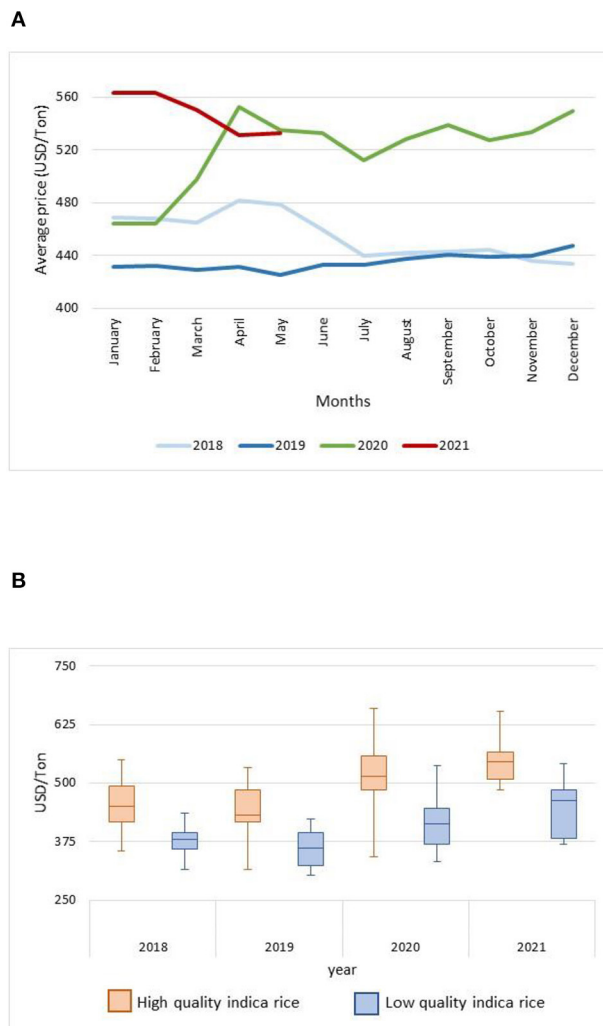 A
560
520
480
440
400
Average price (USD/Ton)
January
February
March
April
May
June
July
August
September
October
November
December
Months
2018 2019 2020 2021
B
750
625
500
375
250
USD/Ton
2018 2019 2020 2021
year
High quality indica rice Low quality indica rice